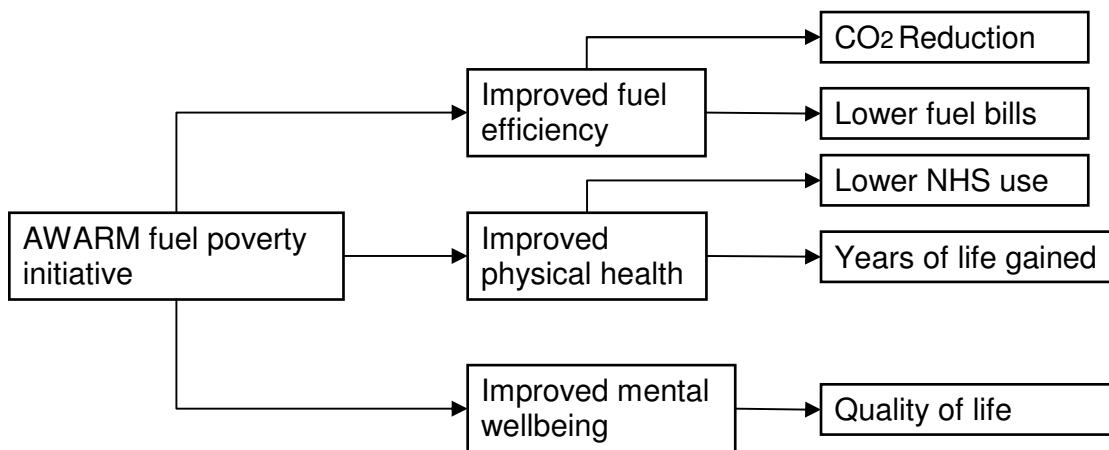 CO2 Reduction
Improved fuel
efficiency
Lower fuel bills
Lower NHS use
AWARM fuel poverty
initiative
Improved
physical health
Years of life gained
Improved mental
wellbeing
Quality of life